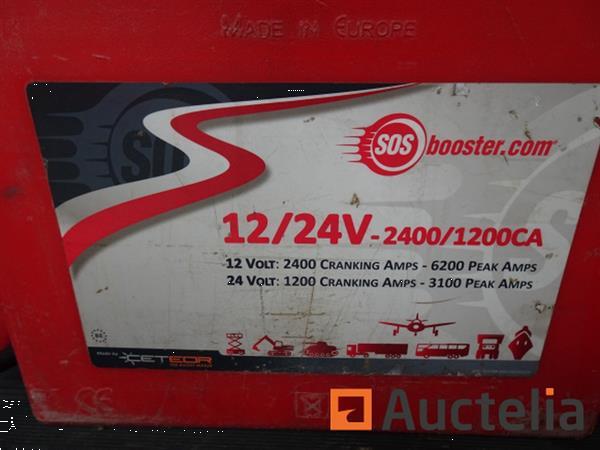 MADE IN EUROPE
SOS
SOS booster.com
12/24V-2400/1200CA
12 VOLT: 2400 CRANKING AMPS - 6200 PEAK AMPS
24 VOLT: 1200 CRANKING AMPS - 3100 PEAK AMPS
Made by CETEOR
CE
Auctelia